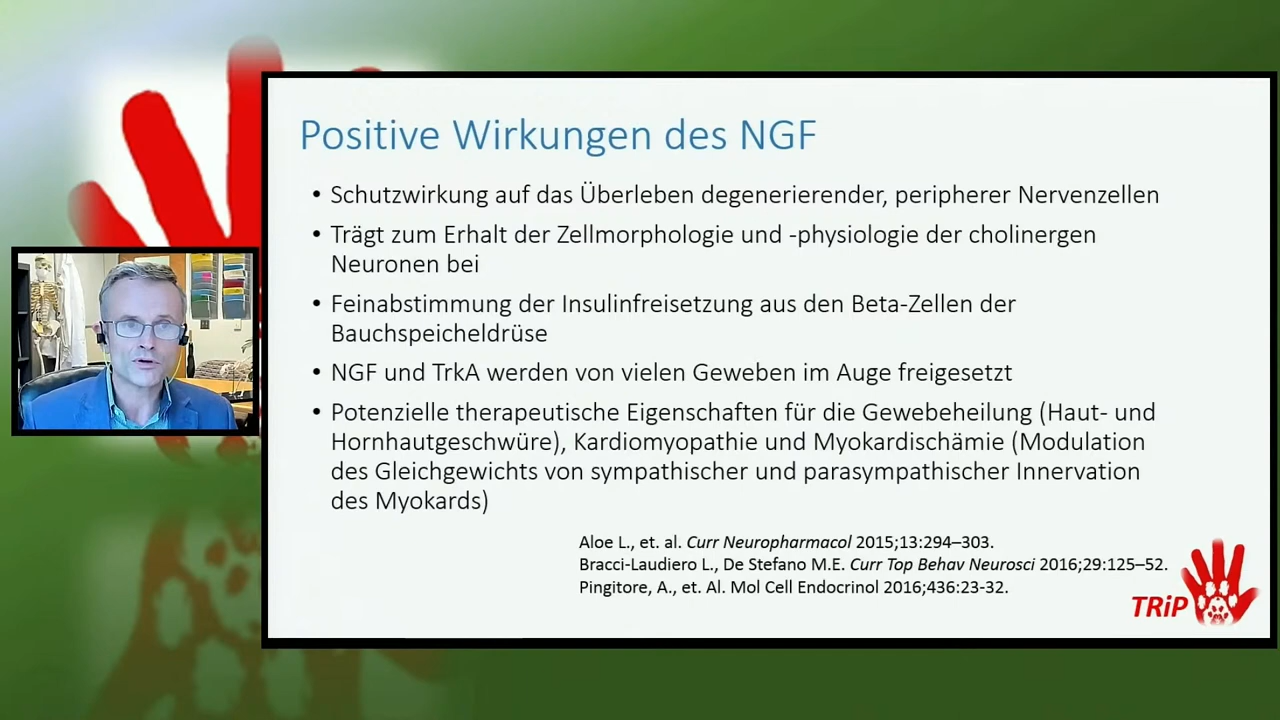 Positive Wirkungen des NGF
• Schutzwirkung auf das Überleben degenerierender, peripherer Nervenzellen
• Trägt zum Erhalt der Zellmorphologie und -physiologie der cholinergen
Neuronen bei
• Feinabstimmung der Insulinfreisetzung aus den Beta-Zellen der
Bauchspeicheldrüse
• NGF und TrkA werden von vielen Geweben im Auge freigesetzt
• Potenzielle therapeutische Eigenschaften für die Gewebeheilung (Haut- und
Hornhautgeschwüre), Kardiomyopathie und Myokardischämie (Modulation
des Gleichgewichts von sympathischer und parasympathischer Innervation
des Myokards)
Aloe L., et. al. Curr Neuropharmacol 2015;13:294–303.
Bracci-Laudiero L., De Stefano M.E. Curr Top Behav Neurosci 2016;29:125–52.
Pingitore, A., et. Al. Mol Cell Endocrinol 2016;436:23-32.
TRiP